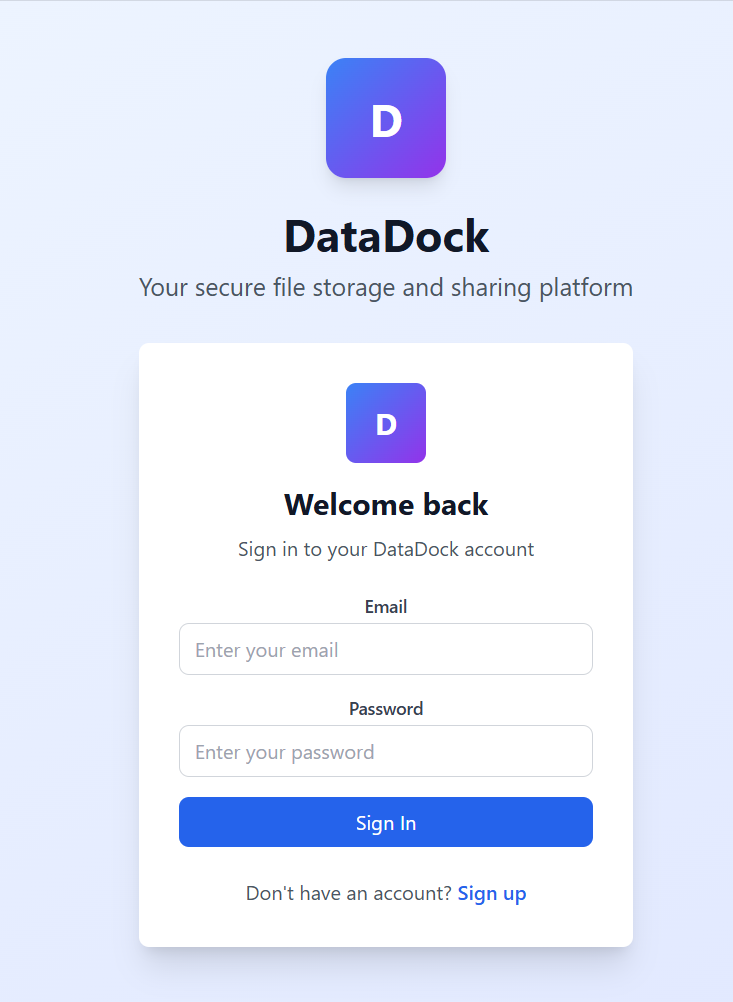 D
DataDock
Your secure file storage and sharing platform
D
Welcome back
Sign in to your DataDock account
Email
Enter your email
Password
Enter your password
Sign In
Don't have an account? Sign up